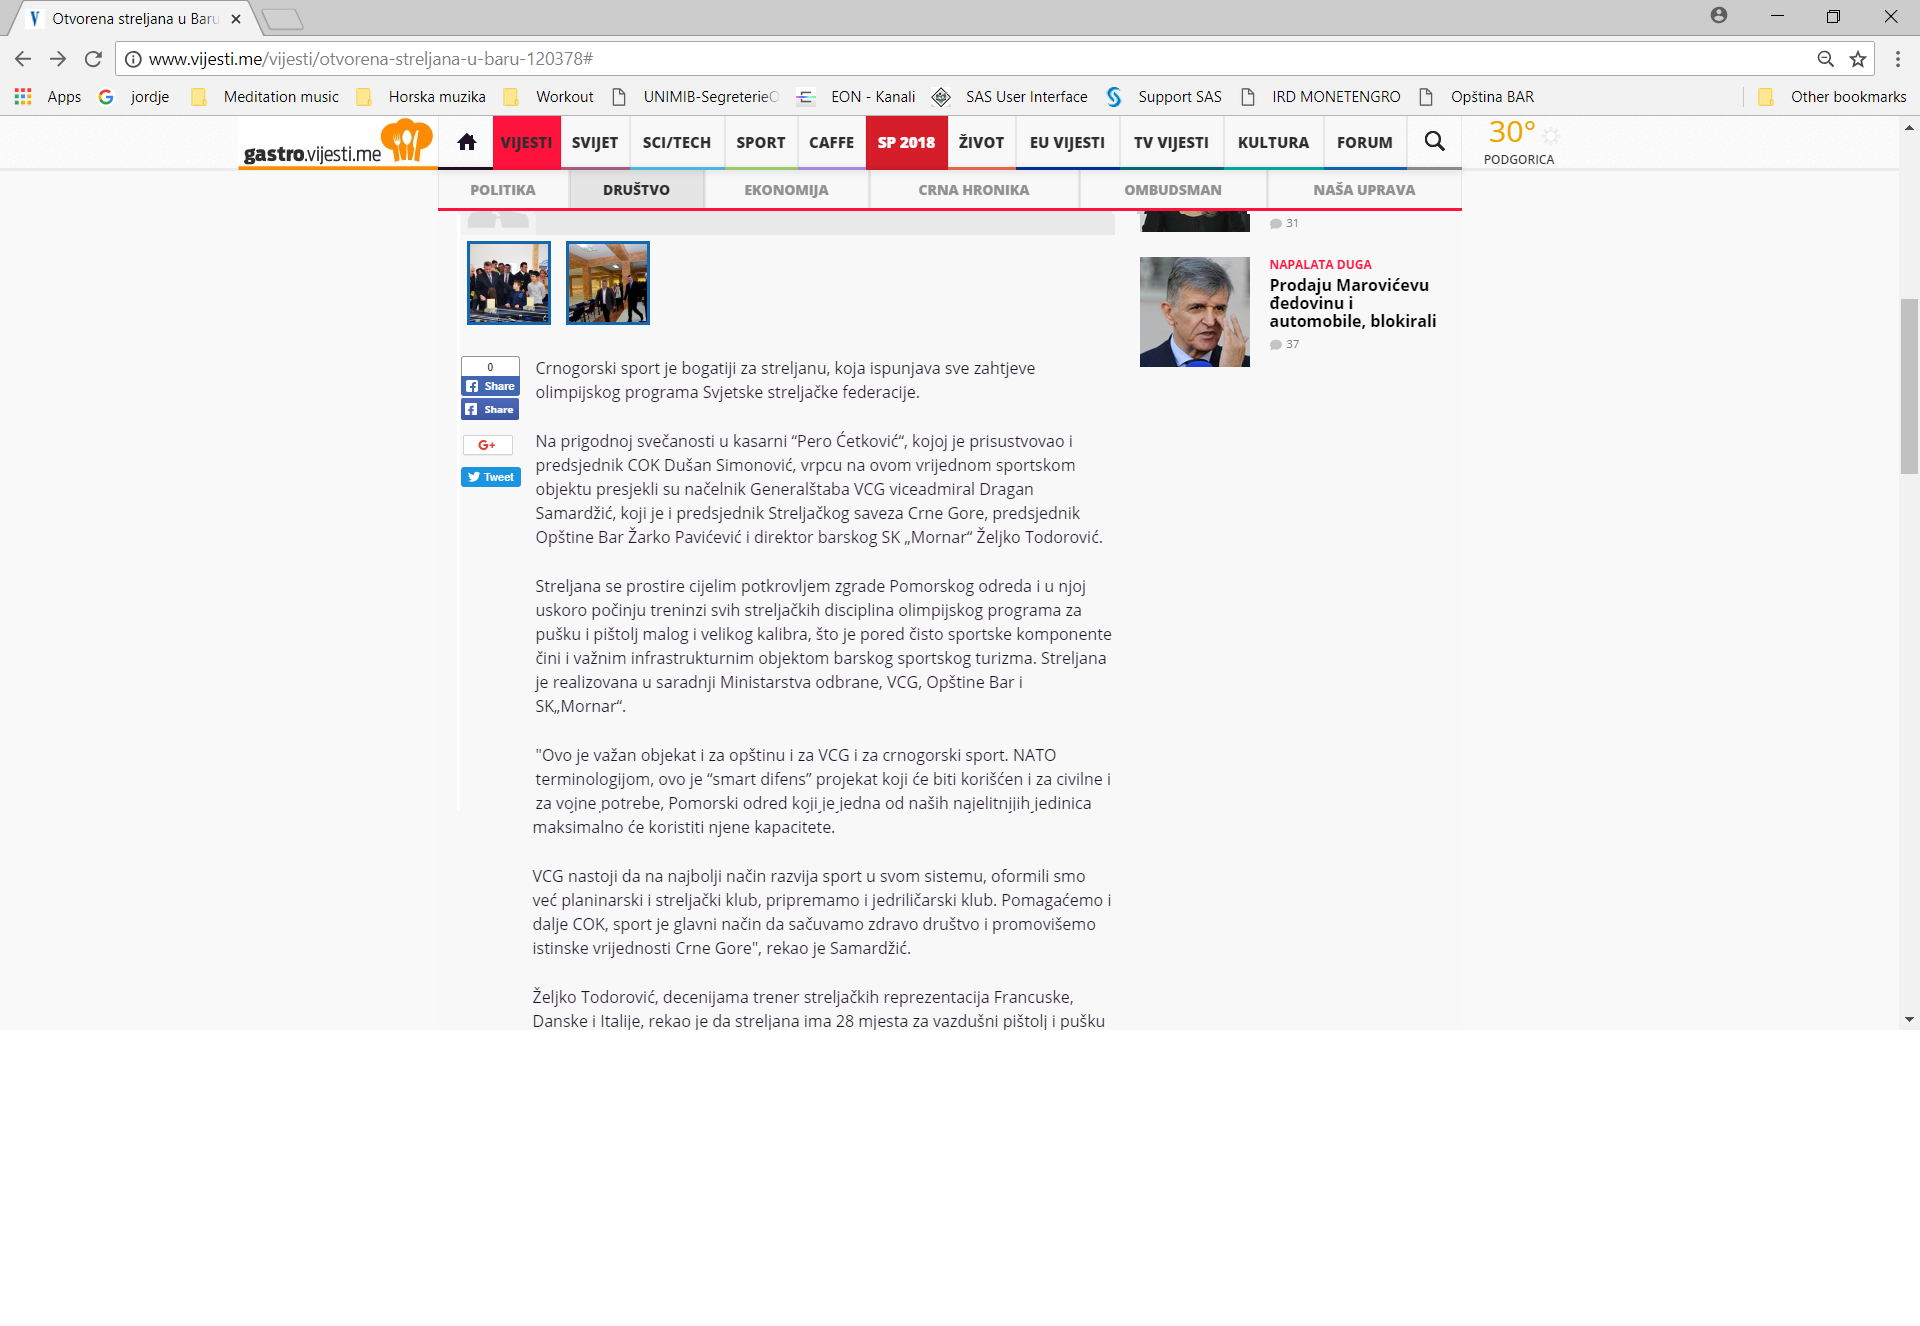 Otvorena streljana u Baru
www.vijesti.me/vijesti/otvorena-streljana-u-baru-120378#
Apps jordje Meditation music Horska muzika Workout UNIMIB-SegreterieO EON - Kanali SAS User Interface Support SAS IRD MONETENGRO Opština BAR Other bookmarks
gastro.vijesti.me VIJESTI SVIJET SCI/TECH SPORT CAFFE SP 2018 ŽIVOT EU VIJESTI TV VIJESTI KULTURA FORUM 30°
PODGORICA
POLITIKA DRUŠTVO EKONOMIJA CRNA HRONIKA OMBUDSMAN NAŠA UPRAVA
31
NAPALATA DUGA
Prodaju Marovićevu
đedovinu i
automobile, blokirali
37
0
Share
Share
G+
Tweet
Crnogorski sport je bogatiji za streljanu, koja ispunjava sve zahtjeve
olimpijskog programa Svjetske streljačke federacije.
Na prigodnoj svečanosti u kasarni “Pero Ćetković“, kojoj je prisustvovao i
predsjednik COK Dušan Simonović, vrpcu na ovom vrijednom sportskom
objektu presjekli su načelnik Generalštaba VCG viceadmiral Dragan
Samardžić, koji je i predsjednik Streljačkog saveza Crne Gore, predsjednik
Opštine Bar Žarko Pavićević i direktor barskog SK „Mornar“ Željko Todorović.
Streljana se prostire cijelim potkrovljem zgrade Pomorskog odreda i u njoj
uskoro počinju treninzi svih streljačkih disciplina olimpijskog programa za
pušku i pištolj malog i velikog kalibra, što je pored čisto sportske komponente
čini i važnim infrastrukturnim objektom barskog sportskog turizma. Streljana
je realizovana u saradnji Ministarstva odbrane, VCG, Opštine Bar i
SK„Mornar“.
"Ovo je važan objekat i za opštinu i za VCG i za crnogorski sport. NATO
terminologijom, ovo je “smart difens” projekat koji će biti korišćen i za civilne i
za vojne potrebe, Pomorski odred koji je jedna od naših najelitnijih jedinica
maksimalno će koristiti njene kapacitete.
VCG nastoji da na najbolji način razvija sport u svom sistemu, oformili smo
već planinarski i streljački klub, pripremamo i jedriličarski klub. Pomagaćemo i
dalje COK, sport je glavni način da sačuvamo zdravo društvo i promovišemo
istinske vrijednosti Crne Gore", rekao je Samardžić.
Željko Todorović, decenijama trener streljačkih reprezentacija Francuske,
Danske i Italije, rekao je da streljana ima 28 mjesta za vazdušni pištolj i pušku